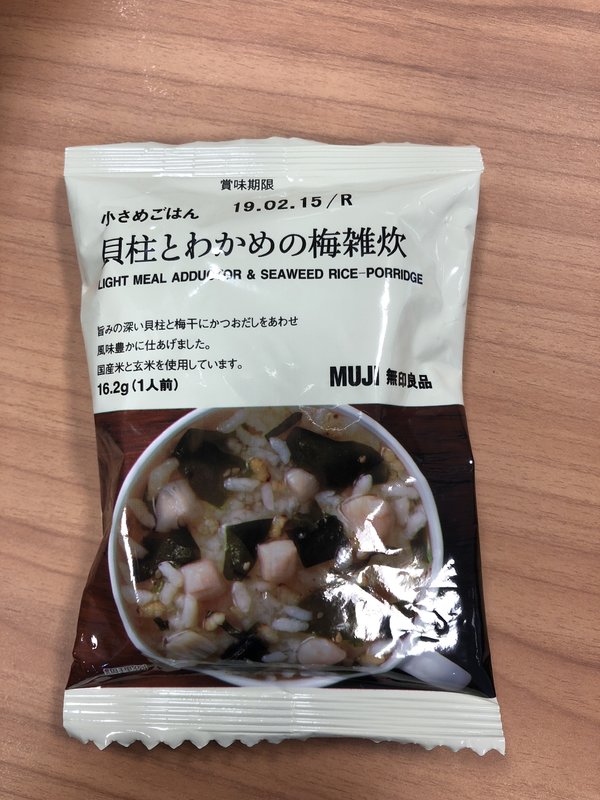 賞味期限
19.02.15/R
小さめごはん
貝柱とわかめの梅雑炊
LIGHT MEAL ADDUCTOR & SEAWEED RICE-PORRIDGE
旨みの深い貝柱と梅干にかつおだしをあわせ
風味豊かに仕あげました。
国産米と玄米を使用しています。
16.2g(1人前)
MUJI 無印良品